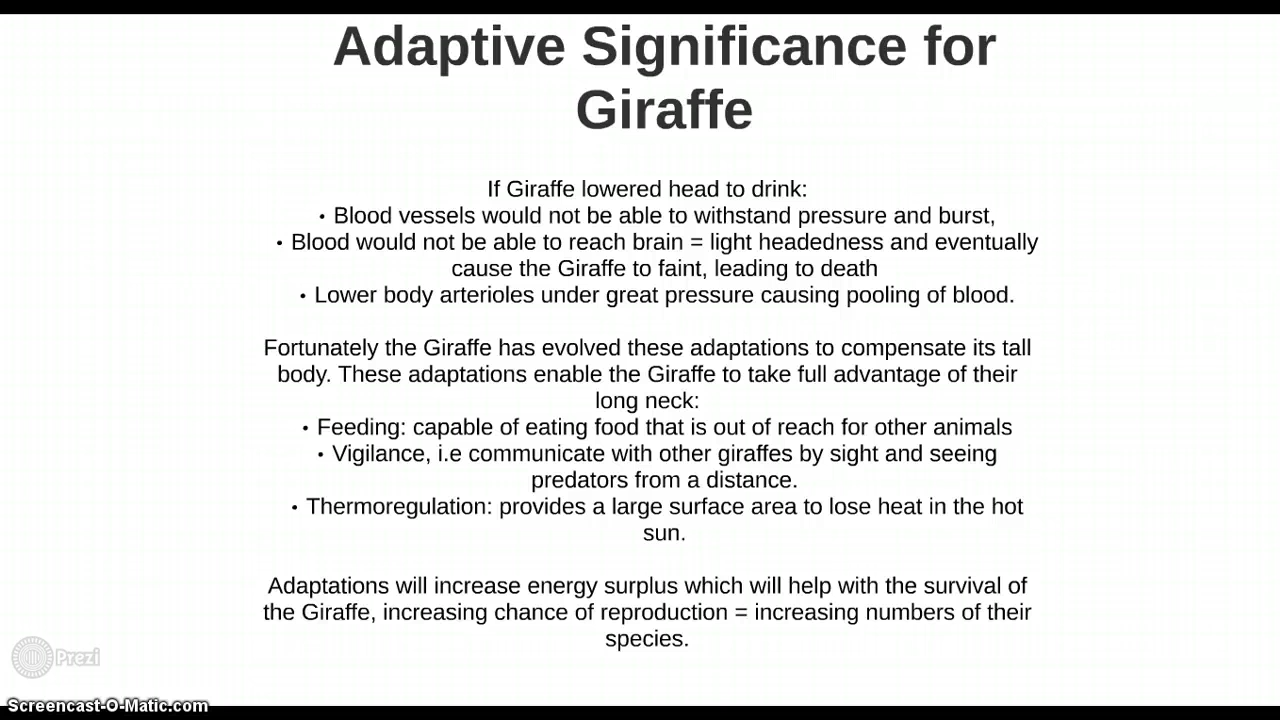 Adaptive Significance for
Giraffe
If Giraffe lowered head to drink:
• Blood vessels would not be able to withstand pressure and burst,
• Blood would not be able to reach brain = light headedness and eventually
cause the Giraffe to faint, leading to death
• Lower body arterioles under great pressure causing pooling of blood.
Fortunately the Giraffe has evolved these adaptations to compensate its tall
body. These adaptations enable the Giraffe to take full advantage of their
long neck:
• Feeding: capable of eating food that is out of reach for other animals
• Vigilance, i.e communicate with other giraffes by sight and seeing
predators from a distance.
• Thermoregulation: provides a large surface area to lose heat in the hot
sun.
Adaptations will increase energy surplus which will help with the survival of
the Giraffe, increasing chance of reproduction = increasing numbers of their
species.
Prezi
Screencast-O-Matic.com